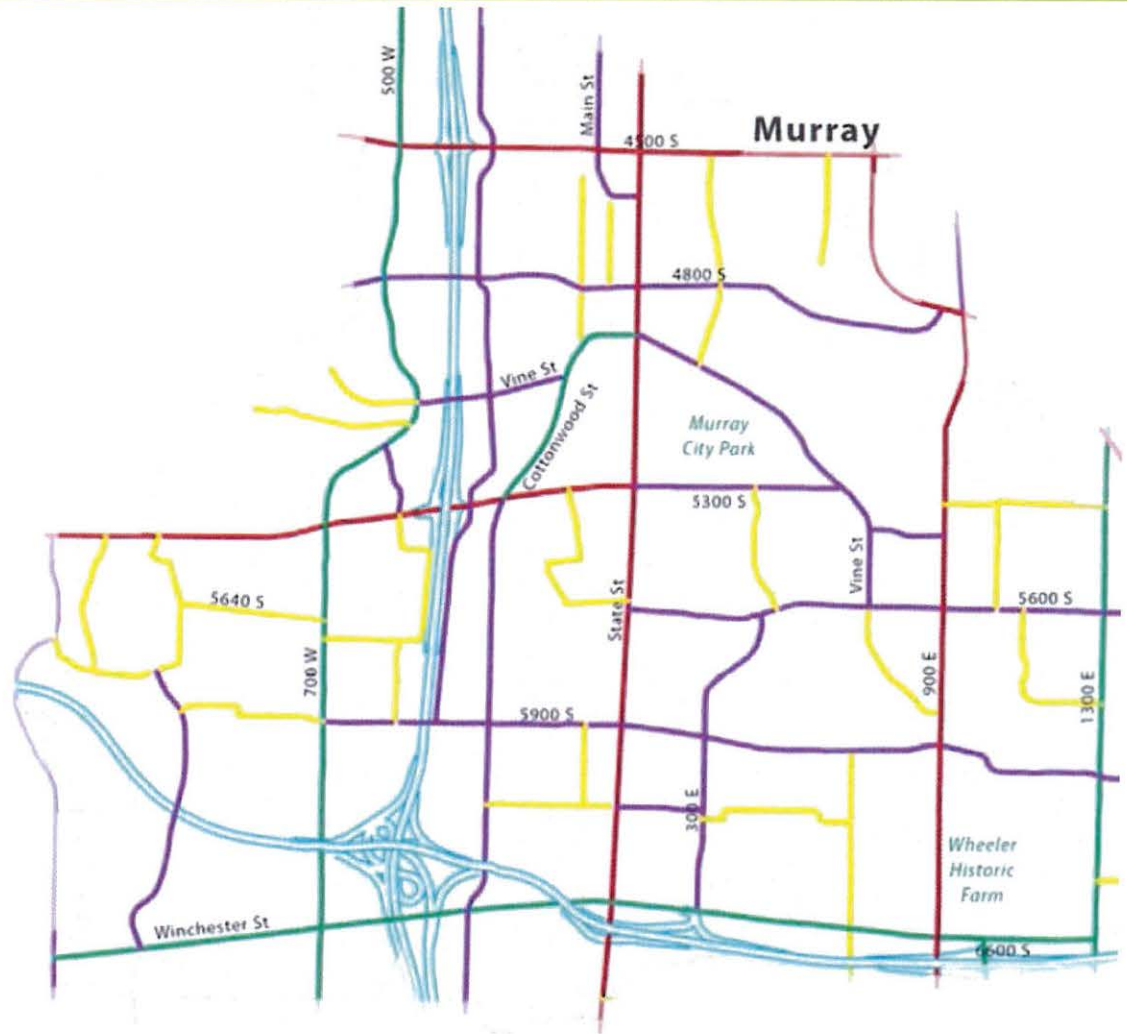 500 W
Main St
Murray
4500 S
4800 S
Vine St
Cottonwood St
Murray
City Park
5300 S
Vine St
5640 S
State St
5600 S
700 W
900 E
1300 E
5900 S
300 E
Wheeler
Historic
Farm
Winchester St
6600 S